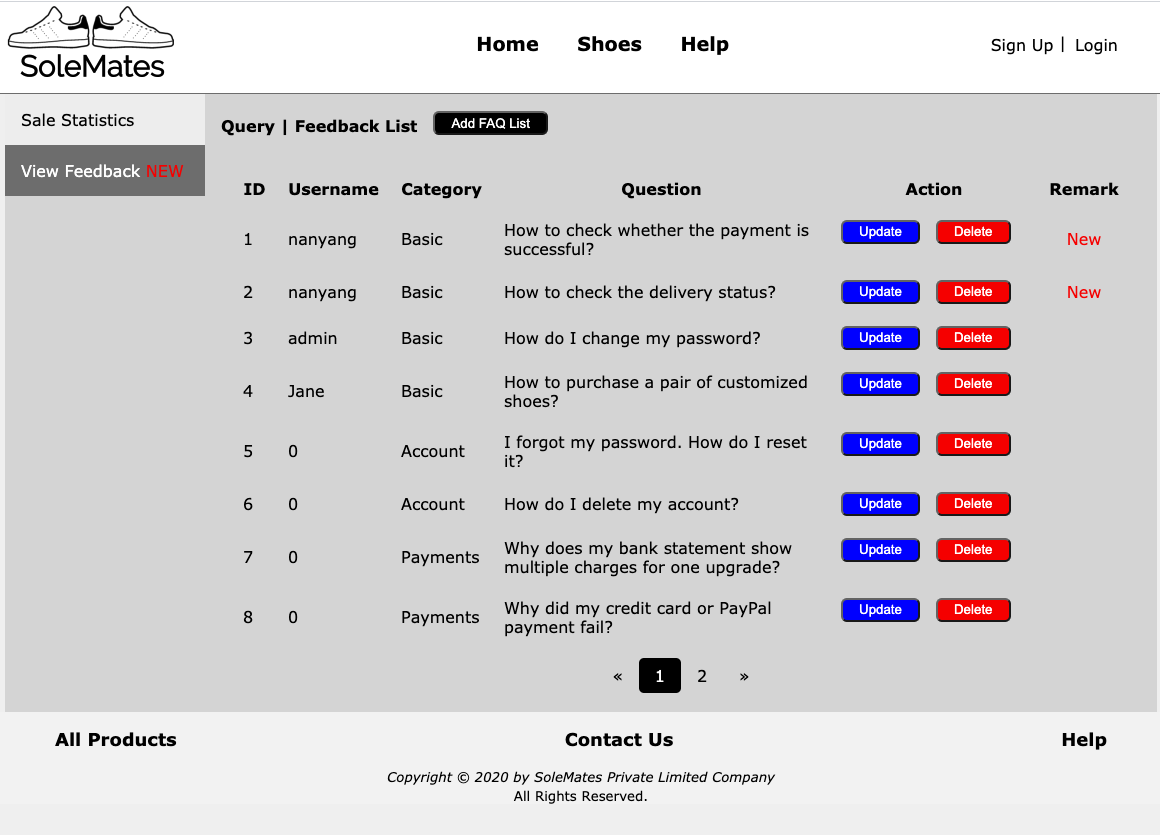 SoleMates
Home Shoes Help
Sign Up | Login
Sale Statistics
View Feedback NEW
Query | Feedback List Add FAQ List
ID Username Category Question Action Remark
1 nanyang Basic How to check whether the payment is
successful? Update Delete New
2 nanyang Basic How to check the delivery status? Update Delete New
3 admin Basic How do I change my password? Update Delete
4 Jane Basic How to purchase a pair of customized
shoes? Update Delete
5 0 Account I forgot my password. How do I reset
it? Update Delete
6 0 Account How do I delete my account? Update Delete
7 0 Payments Why does my bank statement show
multiple charges for one upgrade? Update Delete
8 0 Payments Why did my credit card or PayPal
payment fail? Update Delete
« 1 2 »
All Products Contact Us Help
Copyright © 2020 by SoleMates Private Limited Company
All Rights Reserved.